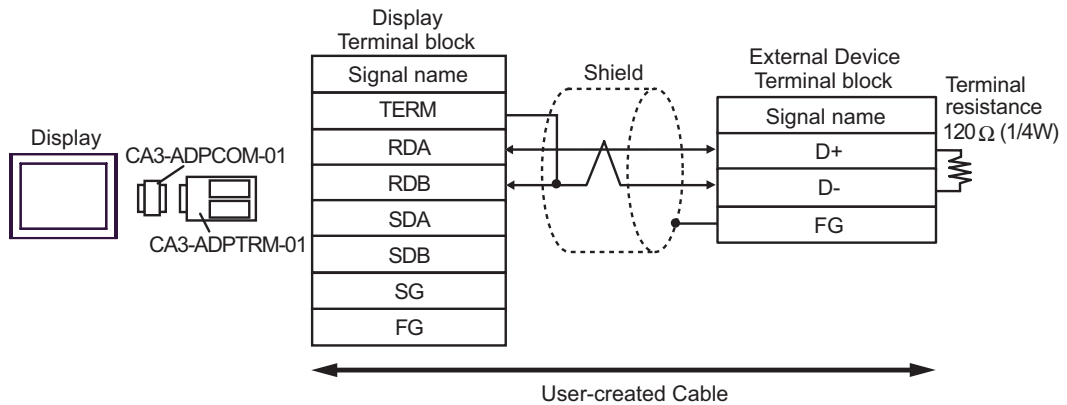 Display
Terminal block
Signal name
TERM
RDA
RDB
SDA
SDB
SG
FG
Display
CA3-ADPCOM-01
CA3-ADPTRM-01
Shield
External Device
Terminal block
Signal name
D+
D-
FG
Terminal
resistance
120Ω (1/4W)
User-created Cable